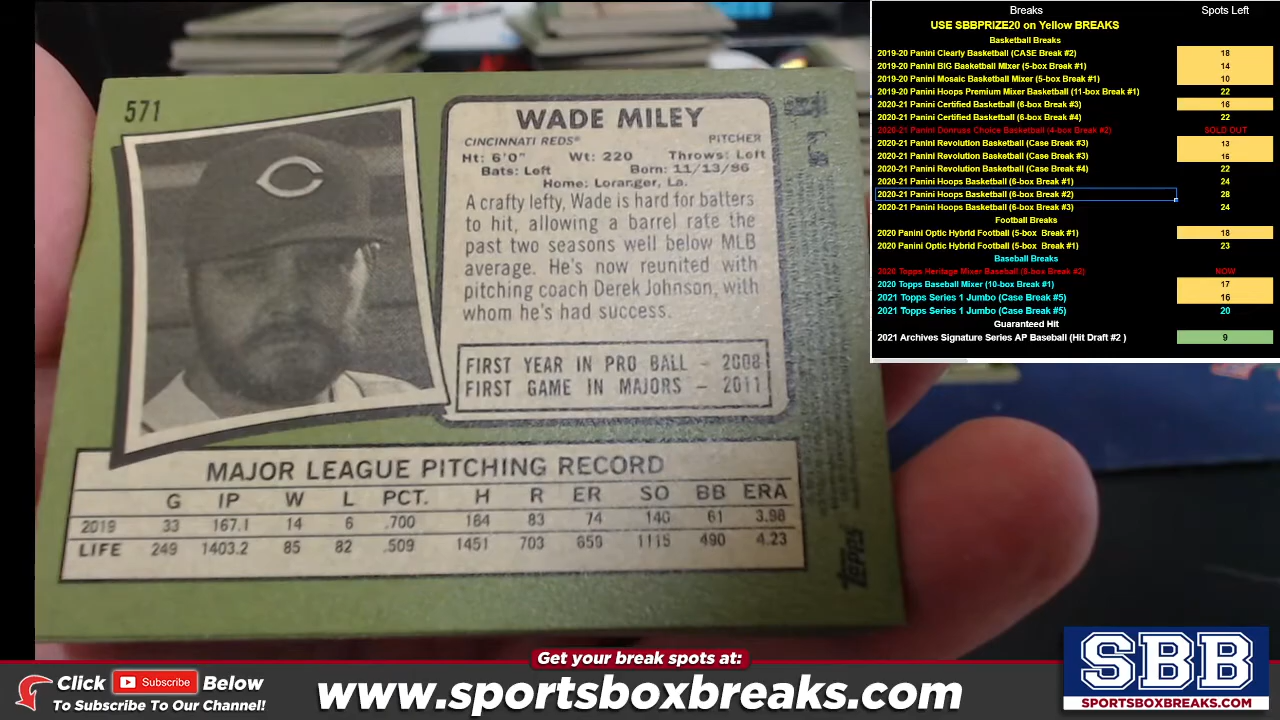 571
WADE MILEY
CINCINNATI REDS® PITCHER
Ht: 6'0" Wt: 220 Throws: Left
Bats: Left Born: 11/13/86
Home: Loranger, La.
A crafty lefty, Wade is hard for batters
to hit, allowing a barrel rate the
past two seasons well below MLB
average. He's now reunited with
pitching coach Derek Johnson, with
whom he's had success.
FIRST YEAR IN PRO BALL - 2008
FIRST GAME IN MAJORS - 2011
MAJOR LEAGUE PITCHING RECORD
G IP W L PCT. H R ER SO BB ERA
2019 33 167.1 14 6 .700 164 83 74 140 61 3.98
LIFE 249 1403.2 85 82 .509 1451 703 659 1115 490 4.23
TOPPS
Breaks Spots Left
USE SBBPRIZE20 on Yellow BREAKS
Basketball Breaks
2019-20 Panini Clearly Basketball (CASE Break #2) 18
2019-20 Panini BIG Basketball Mixer (5-box Break #1) 14
2019-20 Panini Mosaic Basketball Mixer (5-box Break #1) 10
2019-20 Panini Hoops Premium Mixer Basketball (11-box Break #1) 22
2020-21 Panini Certified Basketball (6-box Break #3) 16
2020-21 Panini Certified Basketball (6-box Break #4) 22
2020-21 Panini Donruss Choice Basketball (4-box Break #2) SOLD OUT
2020-21 Panini Revolution Basketball (Case Break #3) 13
2020-21 Panini Revolution Basketball (Case Break #3) 16
2020-21 Panini Revolution Basketball (Case Break #4) 22
2020-21 Panini Hoops Basketball (6-box Break #1) 24
2020-21 Panini Hoops Basketball (6-box Break #2) 28
2020-21 Panini Hoops Basketball (6-box Break #3) 24
Football Breaks
2020 Panini Optic Hybrid Football (5-box Break #1) 18
2020 Panini Optic Hybrid Football (5-box Break #1) 23
Baseball Breaks
2020 Topps Heritage Mixer Baseball (8-box Break #2) NOW
2020 Topps Baseball Mixer (10-box Break #1) 17
2021 Topps Series 1 Jumbo (Case Break #5) 16
2021 Topps Series 1 Jumbo (Case Break #5) 20
Guaranteed Hit
2021 Archives Signature Series AP Baseball (Hit Draft #2 ) 9
Get your break spots at:
Click Subscribe Below
To Subscribe To Our Channel!
www.sportsboxbreaks.com
SBB
SPORTSBOXBREAKS.COM